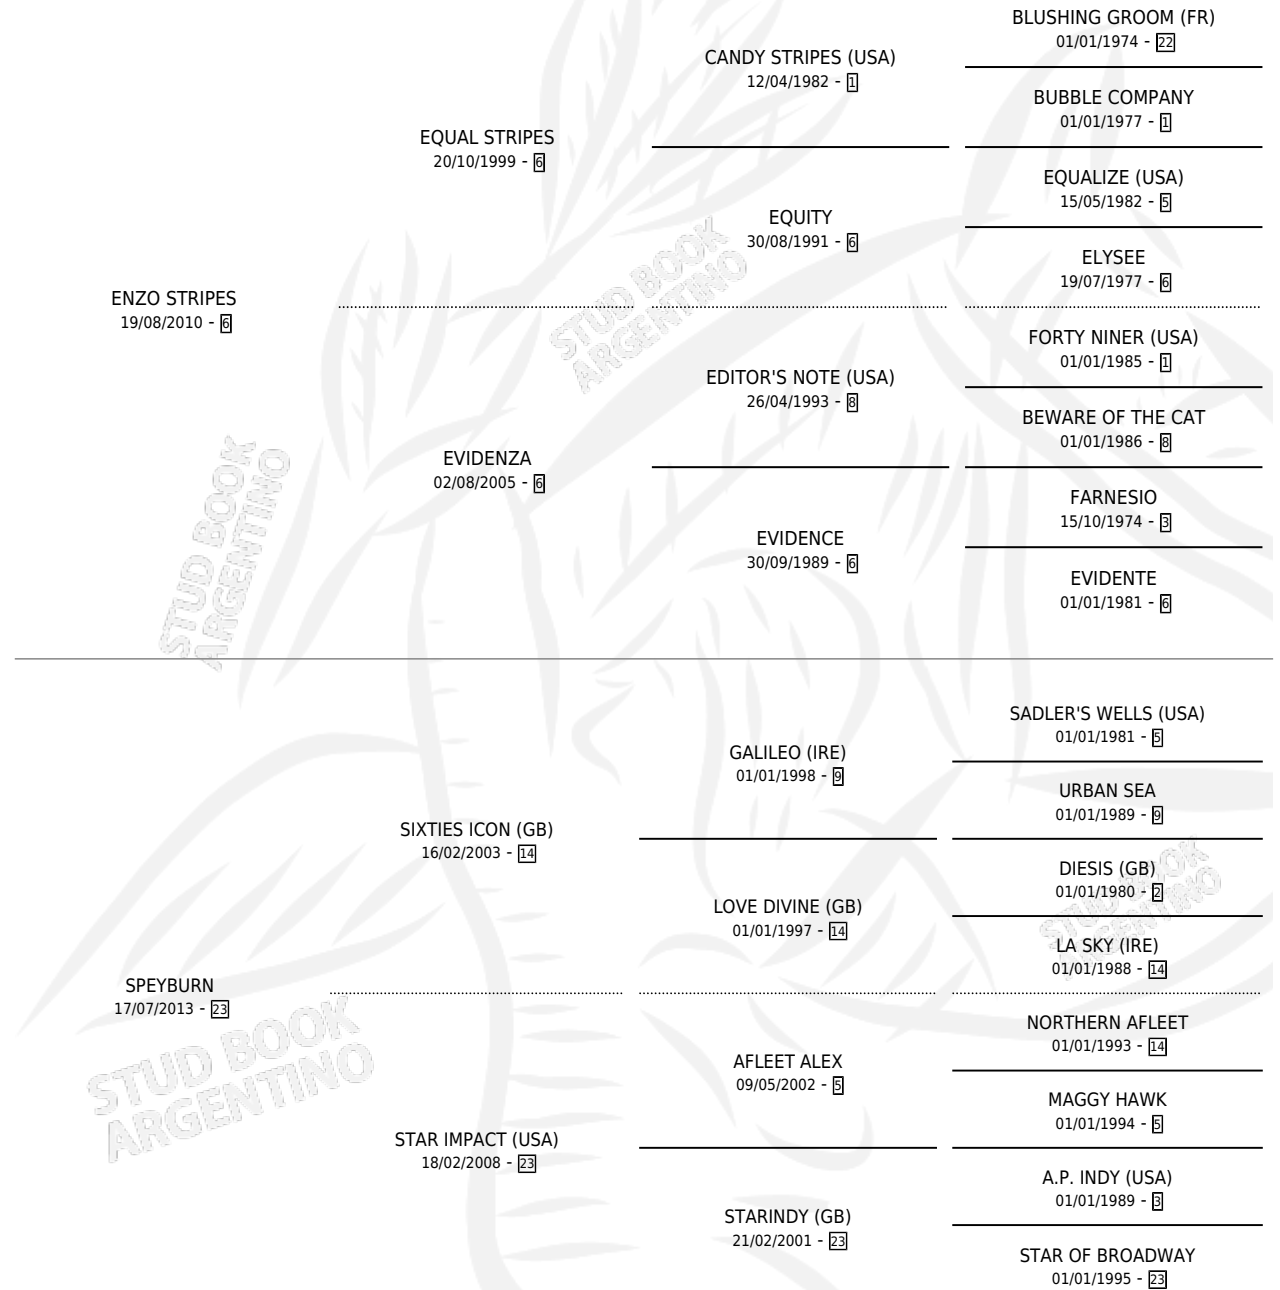 BLUSHING GROOM (FR)
01/01/1974 - 22
CANDY STRIPES (USA)
12/04/1982 - 1
BUBBLE COMPANY
01/01/1977 - 1
EQUAL STRIPES
20/10/1999 - 6
EQUALIZE (USA)
15/05/1982 - 5
EQUITY
30/08/1991 - 6
ELYSEE
19/07/1977 - 6
ENZO STRIPES
19/08/2010 - 6
FORTY NINER (USA)
01/01/1985 - 1
EDITOR'S NOTE (USA)
26/04/1993 - 8
BEWARE OF THE CAT
01/01/1986 - 8
EVIDENZA
02/08/2005 - 6
FARNESIO
15/10/1974 - 3
EVIDENCE
30/09/1989 - 6
EVIDENTE
01/01/1981 - 6
STUD BOOK
ARGENTINO
STUD BOOK
ARGENTINO
SADLER'S WELLS (USA)
01/01/1981 - 5
GALILEO (IRE)
01/01/1998 - 9
URBAN SEA
01/01/1989 - 9
SIXTIES ICON (GB)
16/02/2003 - 14
DIESIS (GB)
01/01/1980 - 2
LOVE DIVINE (GB)
01/01/1997 - 14
LA SKY (IRE)
01/01/1988 - 14
SPEYBURN
17/07/2013 - 23
NORTHERN AFLEET
01/01/1993 - 14
AFLEET ALEX
09/05/2002 - 5
MAGGY HAWK
01/01/1994 - 5
STAR IMPACT (USA)
18/02/2008 - 23
A.P. INDY (USA)
01/01/1989 - 3
STARINDY (GB)
21/02/2001 - 23
STAR OF BROADWAY
01/01/1995 - 23
STUD BOOK
ARGENTINO
STUD BOOK
ARGENTINO